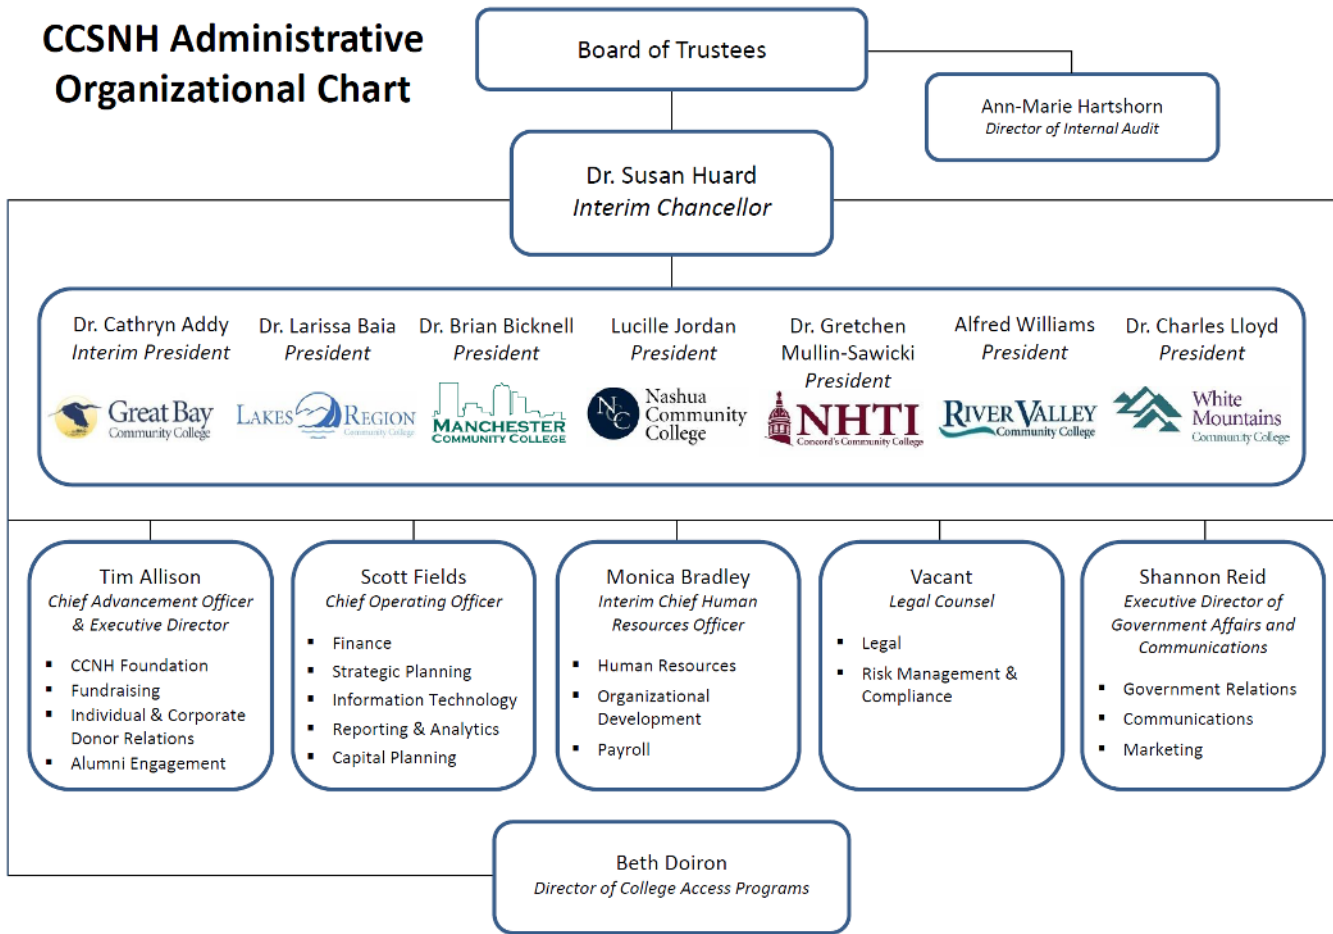 CCSNH Administrative
Organizational Chart
Board of Trustees
Ann-Marie Hartshorn
Director of Internal Audit
Dr. Susan Huard
Interim Chancellor
Dr. Cathryn Addy
Interim President
Great Bay
Community College
Dr. Larissa Baia
President
LAKES REGION
Community College
Dr. Brian Bicknell
President
MANCHESTER
COMMUNITY COLLEGE
Lucille Jordan
President
NCC
Nashua
Community
College
Dr. Gretchen
Mullin-Sawicki
President
NHTI
Concord's Community College
Alfred Williams
President
RIVER VALLEY
Community College
Dr. Charles Lloyd
President
White
Mountains
Community College
Tim Allison
Chief Advancement Officer
& Executive Director
▪ CCNH Foundation
▪ Fundraising
▪ Individual & Corporate
Donor Relations
▪ Alumni Engagement
Scott Fields
Chief Operating Officer
▪ Finance
▪ Strategic Planning
▪ Information Technology
▪ Reporting & Analytics
▪ Capital Planning
Monica Bradley
Interim Chief Human
Resources Officer
▪ Human Resources
▪ Organizational
Development
▪ Payroll
Vacant
Legal Counsel
▪ Legal
▪ Risk Management &
Compliance
Shannon Reid
Executive Director of
Government Affairs and
Communications
▪ Government Relations
▪ Communications
▪ Marketing
Beth Doiron
Director of College Access Programs